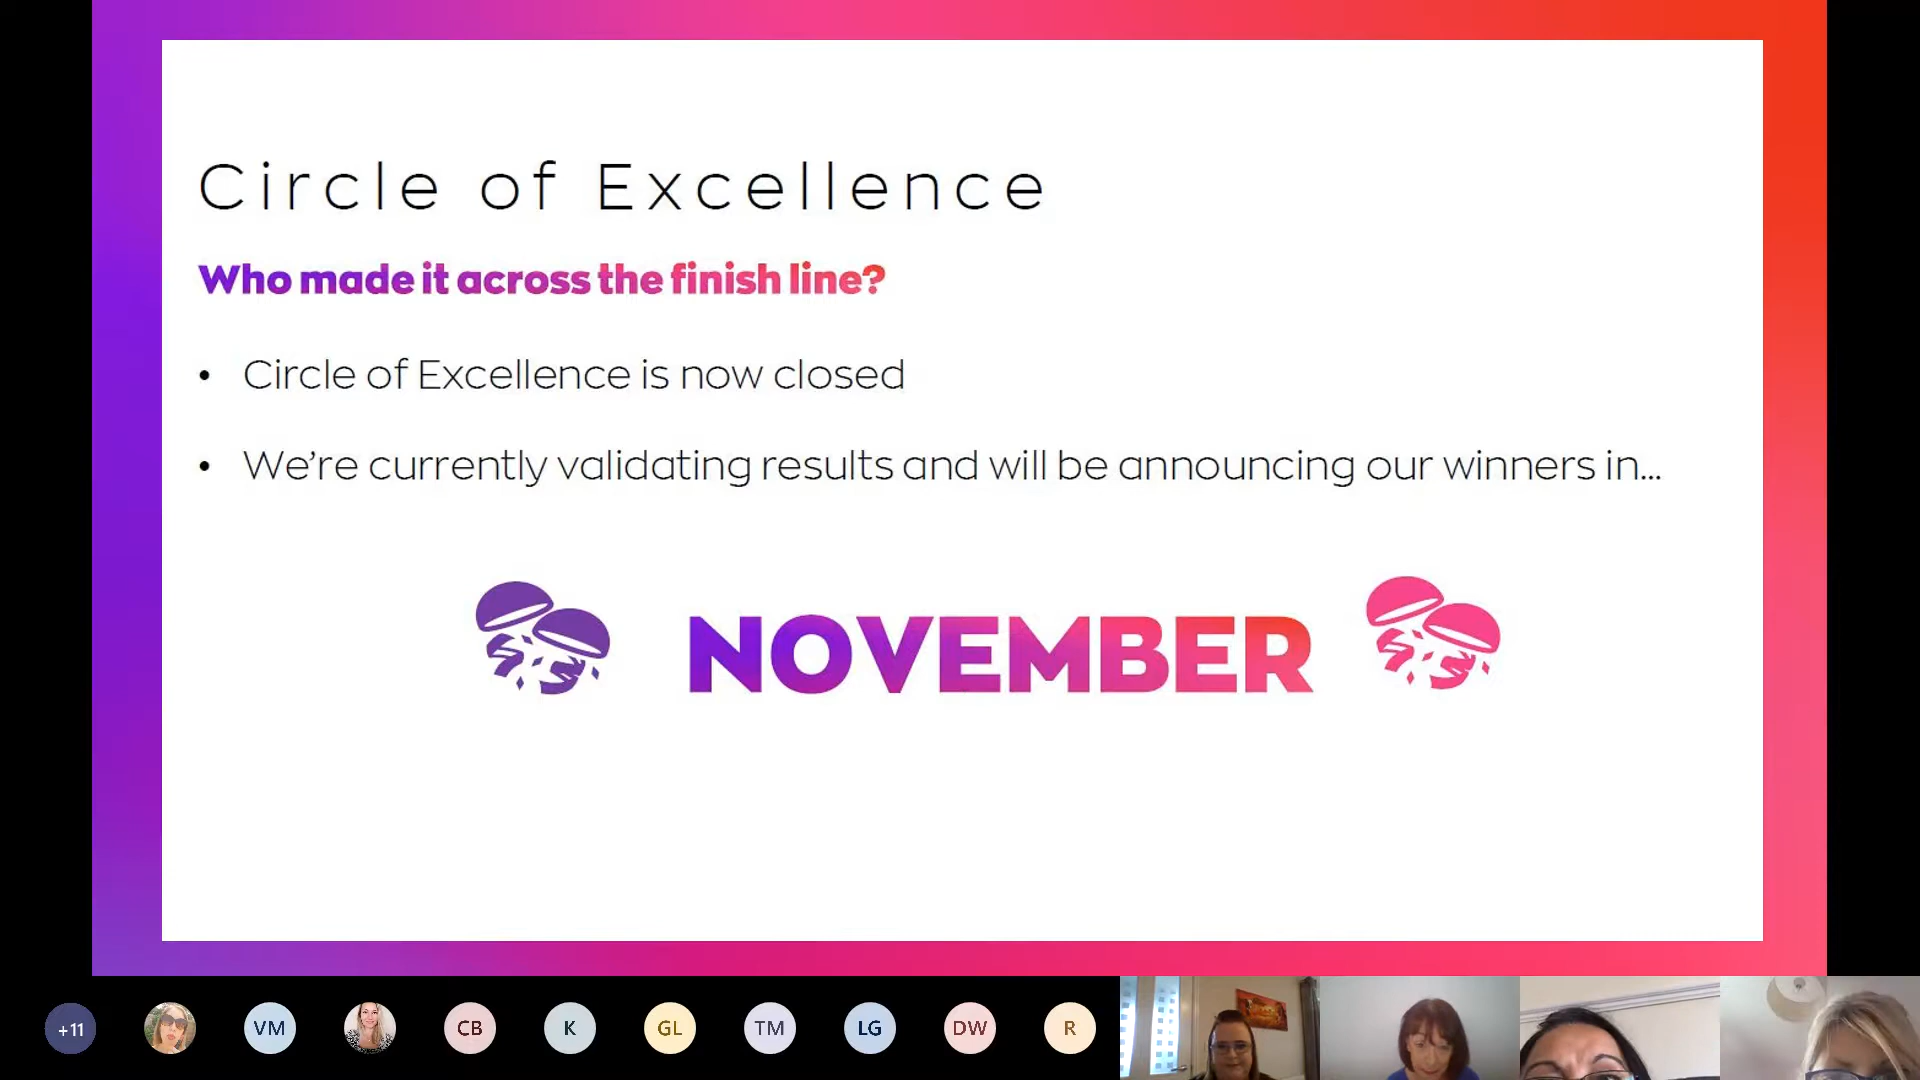 Circle of Excellence
Who made it across the finish line?
• Circle of Excellence is now closed
• We're currently validating results and will be announcing our winners in...
NOVEMBER
+11
VM
CB
K
GL
TM
LG
DW
R